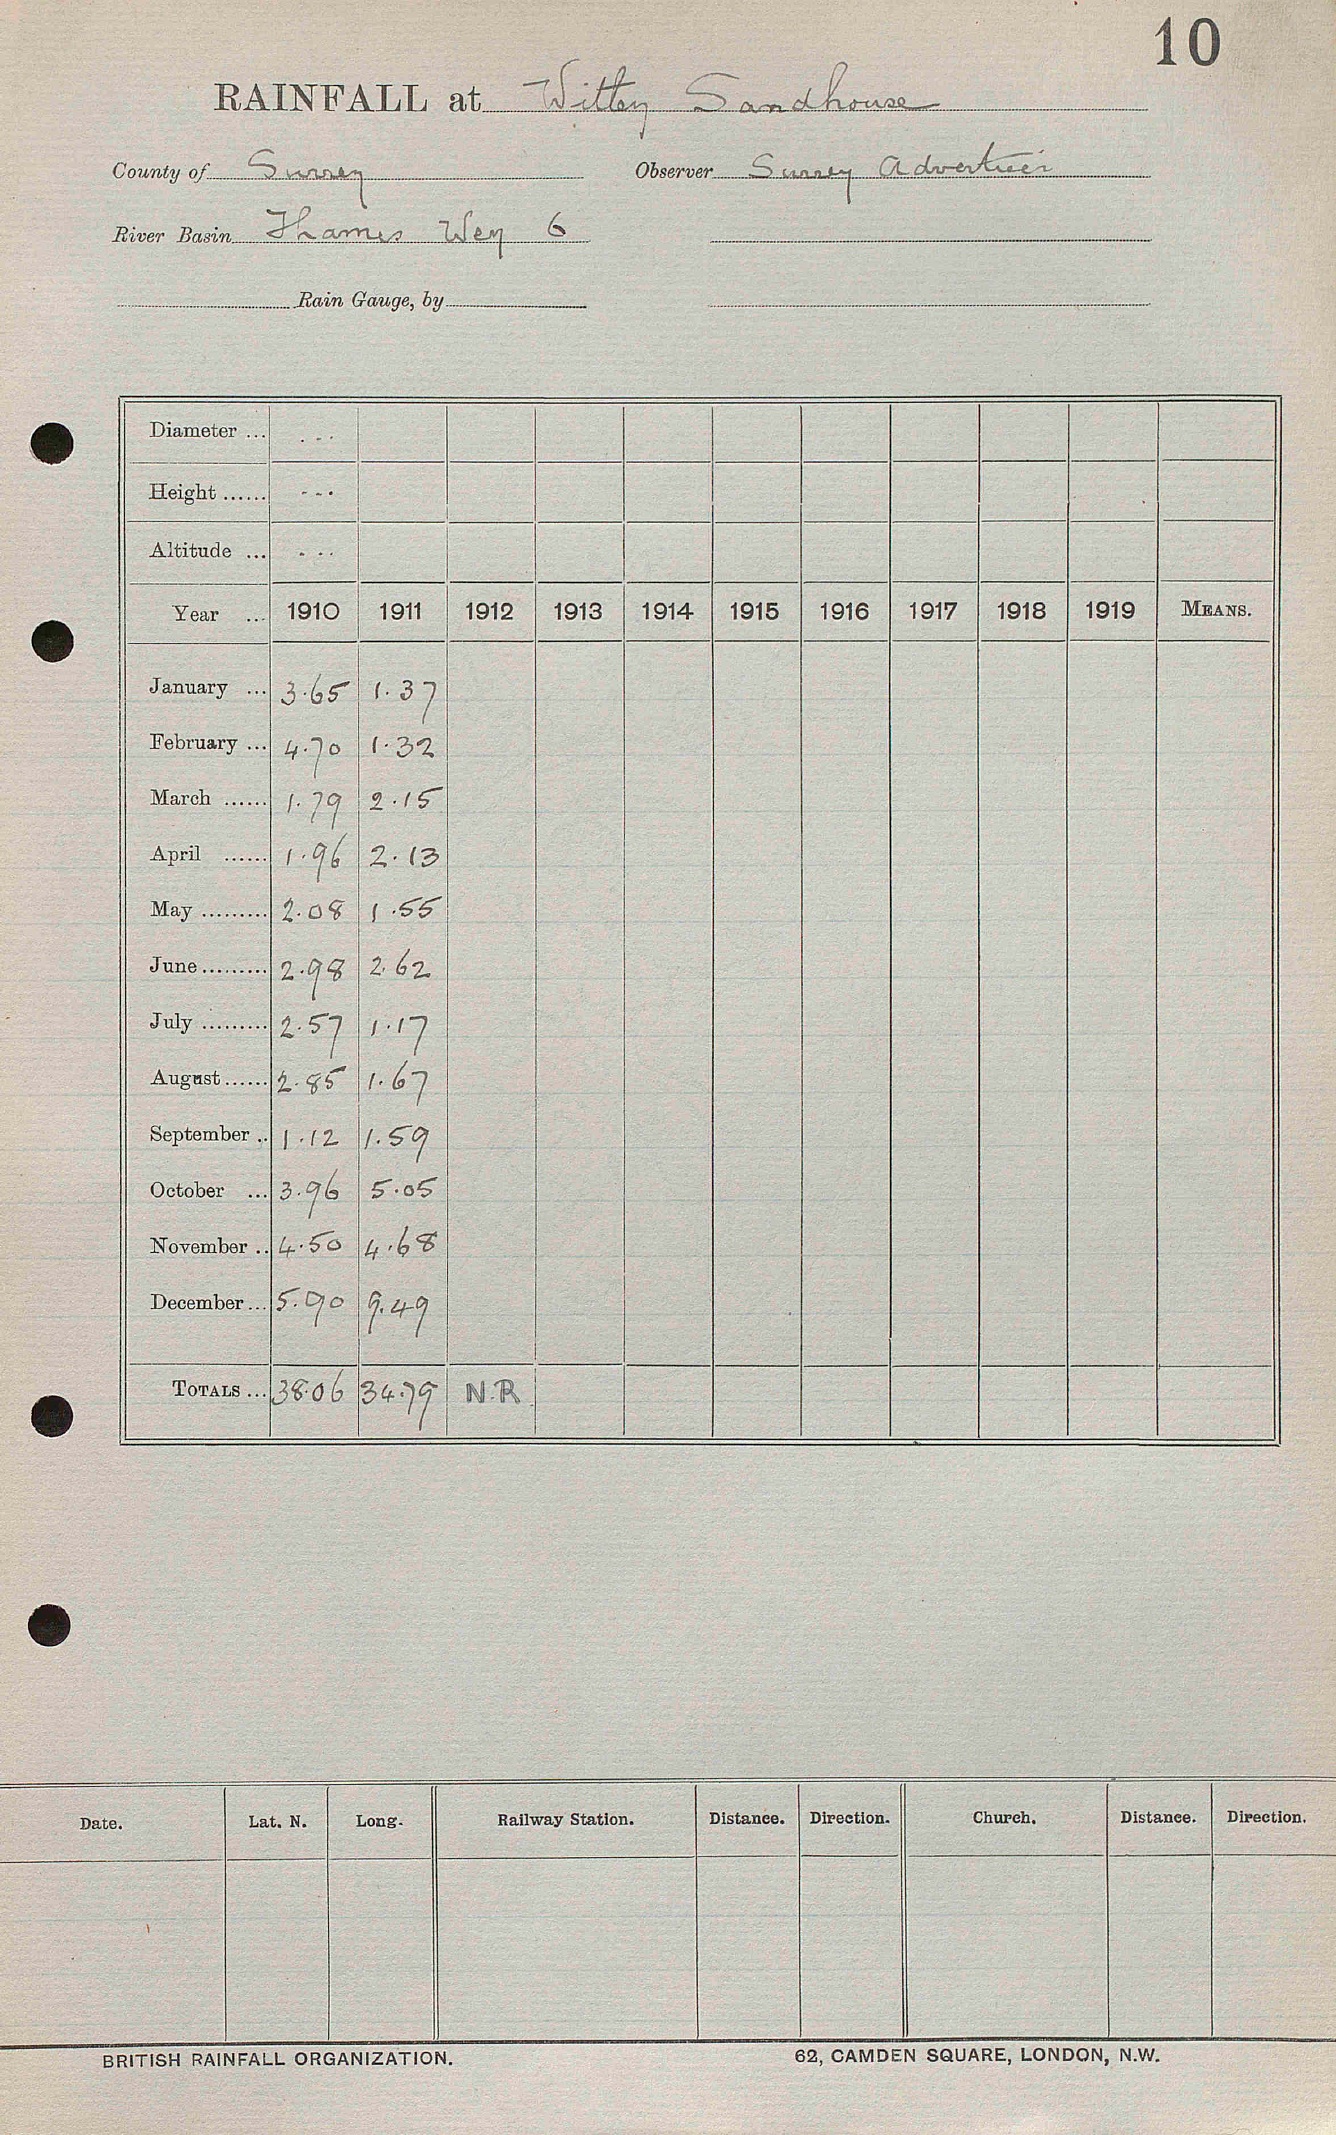 10
RAINFALL at Witley Sandhouse
County of Surrey Observer Surrey Advertiser
River Basin Thames Wey 6
Rain Gauge, by
Diameter ... ...
Height ...... ...
Altitude ... ...
Year ... 1910 1911 1912 1913 1914 1915 1916 1917 1918 1919 MEANS.
January ... 3.65 1.37
February ... 4.70 1.32
March ...... 1.79 2.15
April ...... 1.96 2.13
May ......... 2.08 1.55
June ......... 2.98 2.62
July ......... 2.57 1.17
August ...... 2.85 1.67
September .. 1.12 1.59
October ... 3.96 5.05
November .. 4.50 4.68
December ... 5.90 9.49
TOTALS ... 38.06 34.79 N.R.
Date. Lat. N. Long. Railway Station. Distance. Direction. Church. Distance. Direction.
BRITISH RAINFALL ORGANIZATION. 62, CAMDEN SQUARE, LONDON, N.W.